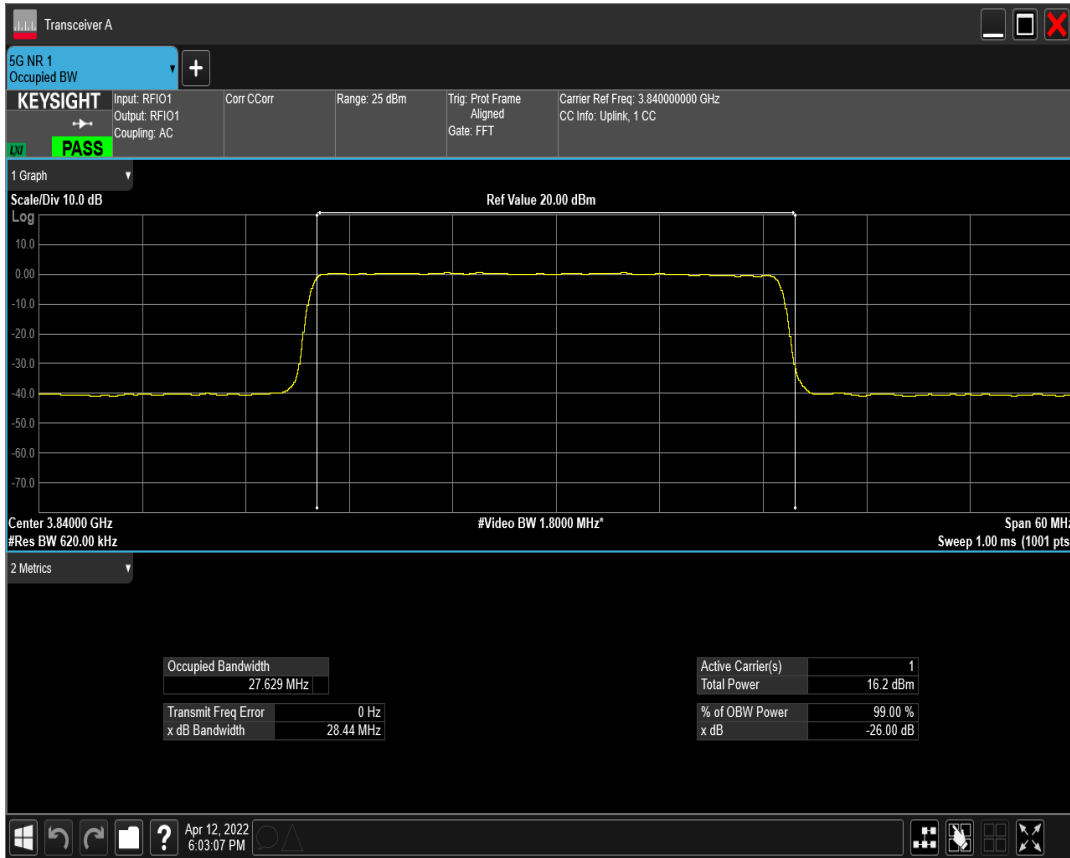 Transceiver A
5G NR 1
Occupied BW
+
KEYSIGHT
LXI
PASS
Input: RFIO1
Output: RFIO1
Coupling: AC
Corr CCorr
Range: 25 dBm
Trig: Prot Frame
Aligned
Gate: FFT
Carrier Ref Freq: 3.840000000 GHz
CC Info: Uplink, 1 CC
1 Graph
Scale/Div 10.0 dB
Ref Value 20.00 dBm
Log
10.0
0.00
-10.0
-20.0
-30.0
-40.0
-50.0
-60.0
-70.0
Center 3.84000 GHz
#Video BW 1.8000 MHz*
Span 60 MHz
#Res BW 620.00 kHz
Sweep 1.00 ms (1001 pts
2 Metrics
Occupied Bandwidth
27.629 MHz
Transmit Freq Error 0 Hz
x dB Bandwidth 28.44 MHz
Active Carrier(s) 1
Total Power 16.2 dBm
% of OBW Power 99.00 %
x dB -26.00 dB
?
Apr 12, 2022
6:03:07 PM